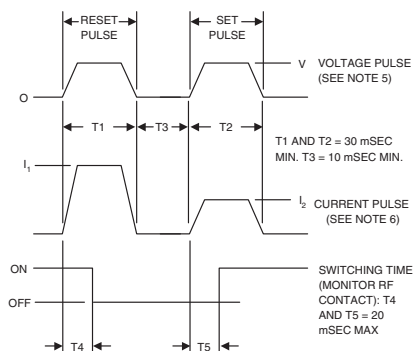 RESET
PULSE
SET
PULSE
V VOLTAGE PULSE
(SEE NOTE 5)
O
T1 T3 T2
T1 AND T2 = 30 mSEC
MIN. T3 = 10 mSEC MIN.
I1
I2 CURRENT PULSE
(SEE NOTE 6)
ON
OFF
SWITCHING TIME
(MONITOR RF
CONTACT): T4
AND T5 = 20
mSEC MAX
T4 T5